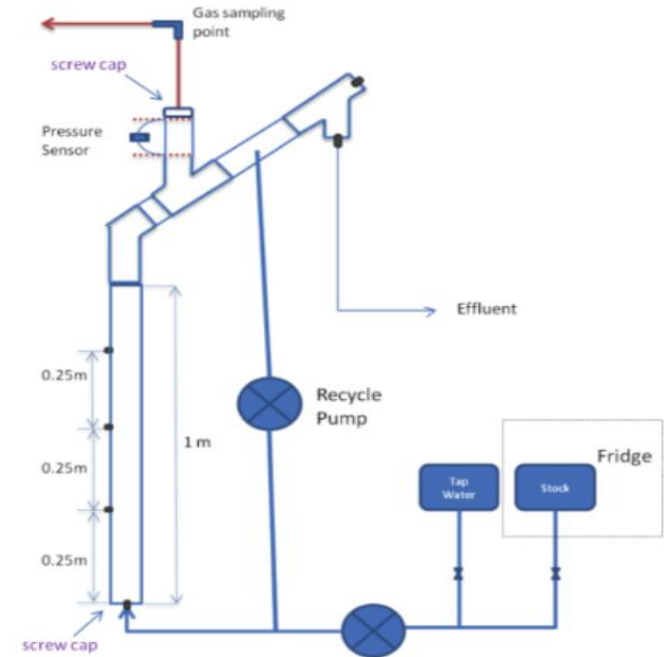 Gas sampling
point
screw cap
Pressure
Sensor
Effluent
0.25m
Recycle
Pump
1 m
0.25m
Fridge
Tap
Water
Stock
0.25m
screw cap